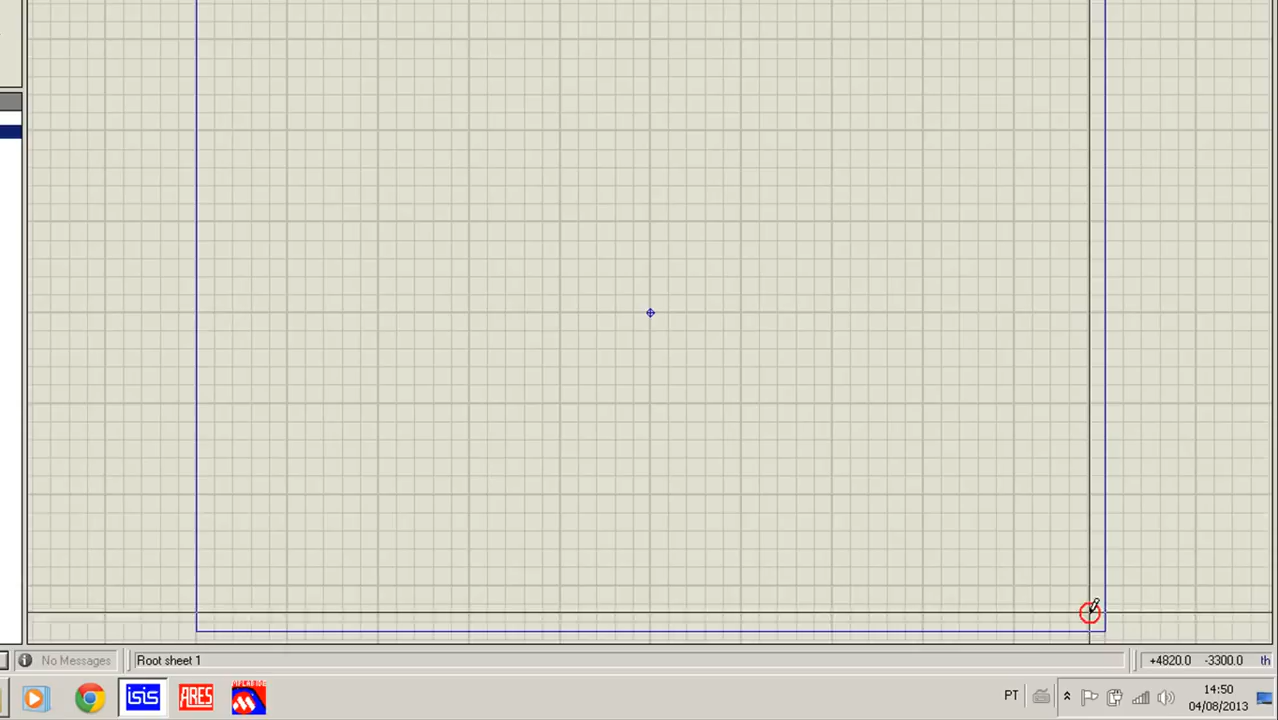 No Messages
Root sheet 1
+4820.0 -3300.0 th
isis
ARES
PT
14:50
04/08/2013